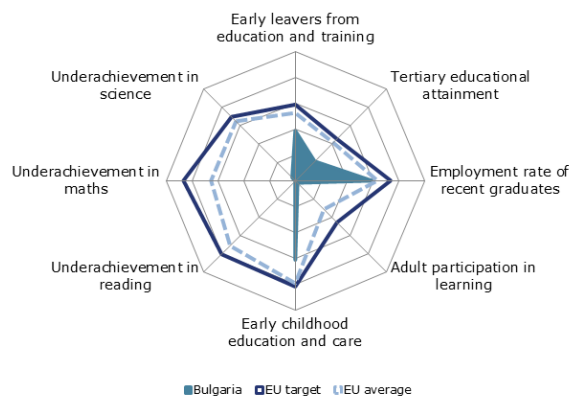 Early leavers from
education and training
Underachievement in
science
Tertiary educational
attainment
Underachievement in
maths
Employment rate of
recent graduates
Underachievement in
reading
Adult participation in
learning
Early childhood
education and care
Bulgaria EU target EU average